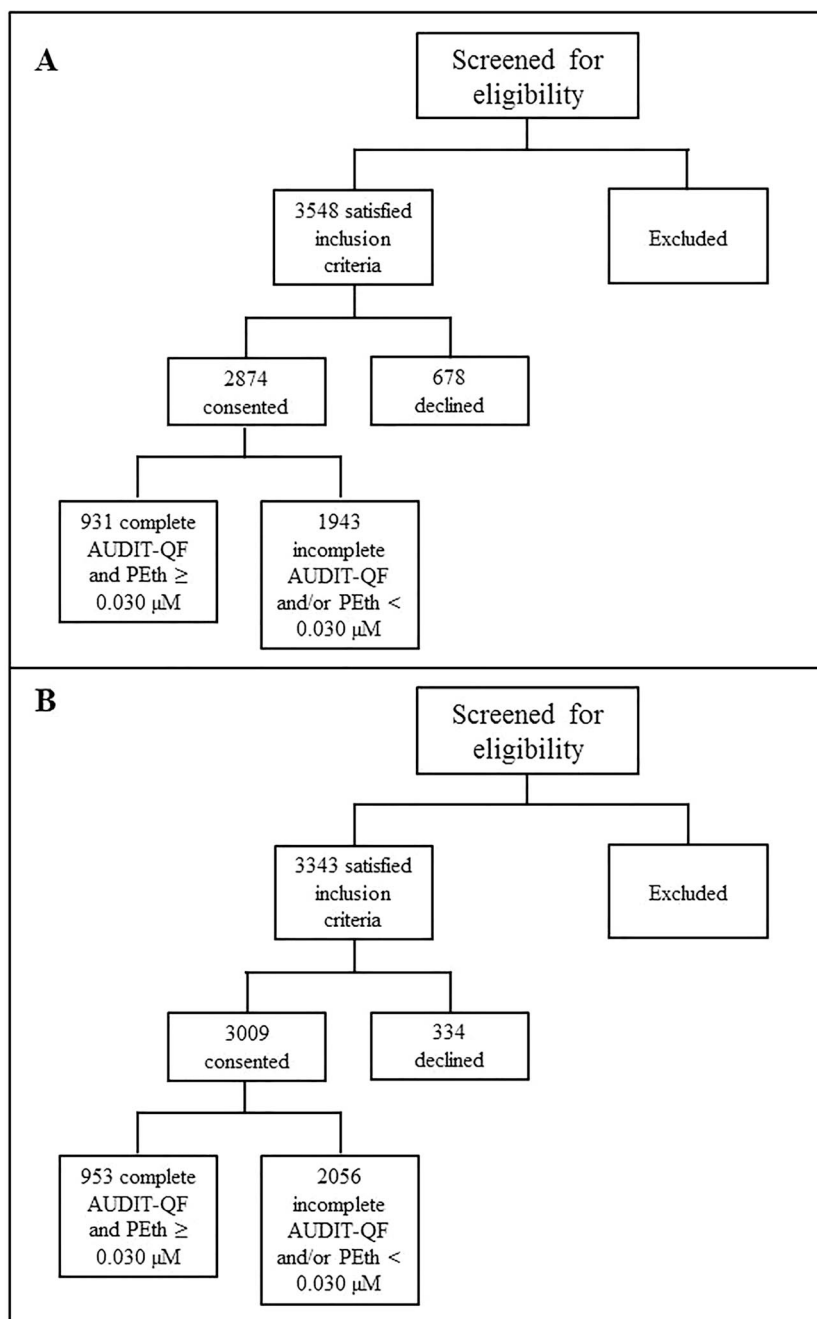 A
Screened for
eligibility
3548 satisfied
inclusion
criteria
Excluded
2874
consented
678
declined
931 complete
AUDIT-QF
and PEth ≥
0.030 μM
1943
incomplete
AUDIT-QF
and/or PEth <
0.030 μM
B
Screened for
eligibility
3343 satisfied
inclusion
criteria
Excluded
3009
consented
334
declined
953 complete
AUDIT-QF
and PEth ≥
0.030 μM
2056
incomplete
AUDIT-QF
and/or PEth <
0.030 μM